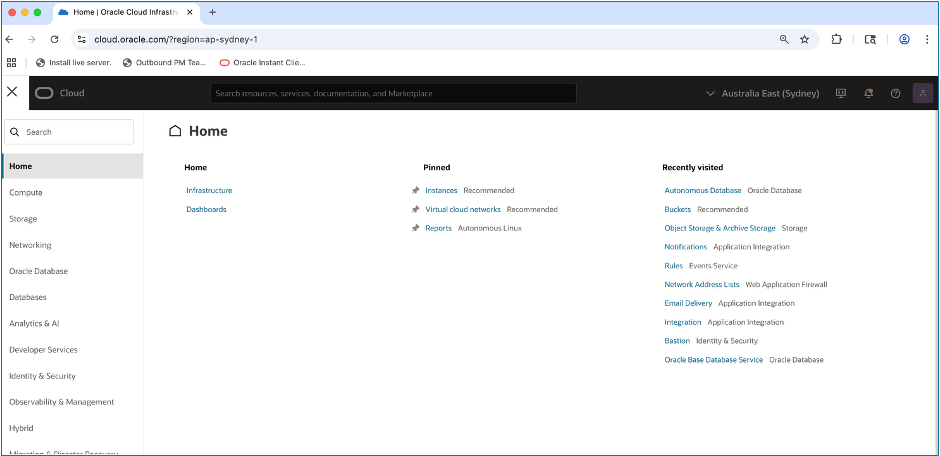 Home | Oracle Cloud Infrastru
cloud.oracle.com/?region=ap-sydney-1
Install live server.
Outbound PM Tea...
Oracle Instant Clie...
Cloud
Search resources, services, documentation, and Marketplace
Australia East (Sydney)
Search
Home
Compute
Storage
Networking
Oracle Database
Databases
Analytics & AI
Developer Services
Identity & Security
Observability & Management
Hybrid
Migration & Disaster Recovery
Home
Home
Infrastructure
Dashboards
Pinned
Instances Recommended
Virtual cloud networks Recommended
Reports Autonomous Linux
Recently visited
Autonomous Database Oracle Database
Buckets Recommended
Object Storage & Archive Storage Storage
Notifications Application Integration
Rules Events Service
Network Address Lists Web Application Firewall
Email Delivery Application Integration
Integration Application Integration
Bastion Identity & Security
Oracle Base Database Service Oracle Database